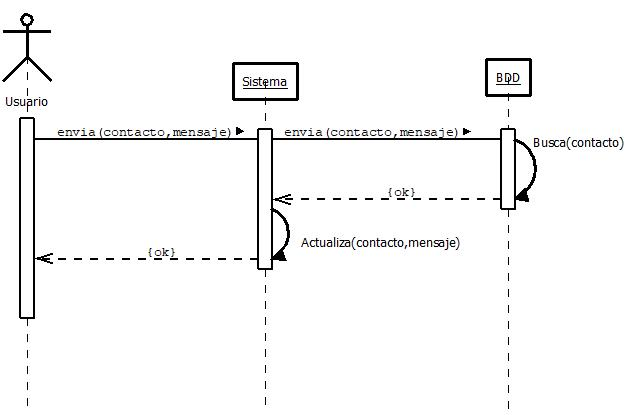 Usuario
Sistema
BDD
envia(contacto,mensaje)
envia(contacto,mensaje)
Busca(contacto)
{ok}
Actualiza(contacto,mensaje)
{ok}